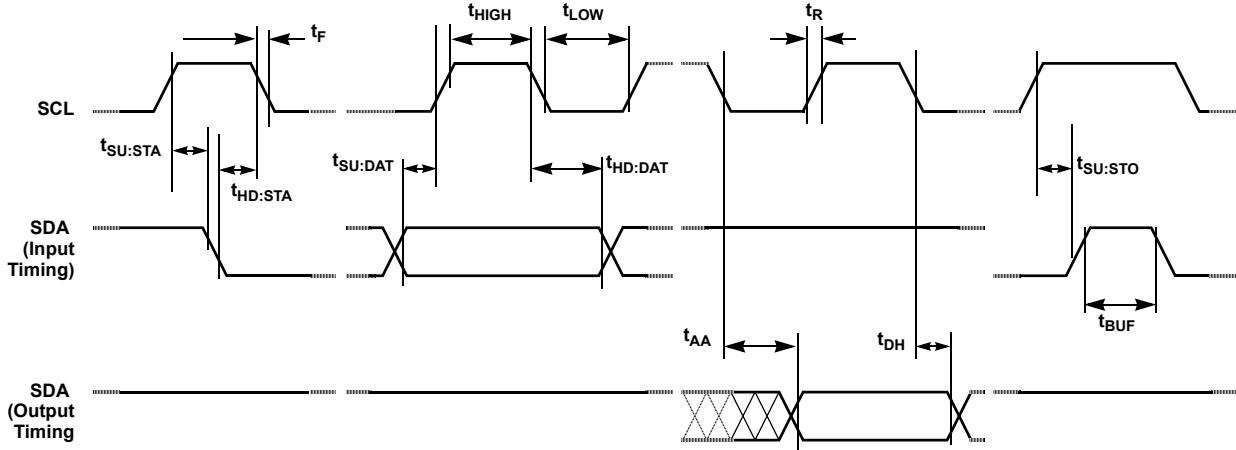 tHIGH
tLOW
tR
tF
SCL
tSU:STA
tHD:STA
tSU:DAT
tHD:DAT
tSU:STO
SDA
(Input
Timing)
tBUF
tAA
tDH
SDA
(Output
Timing